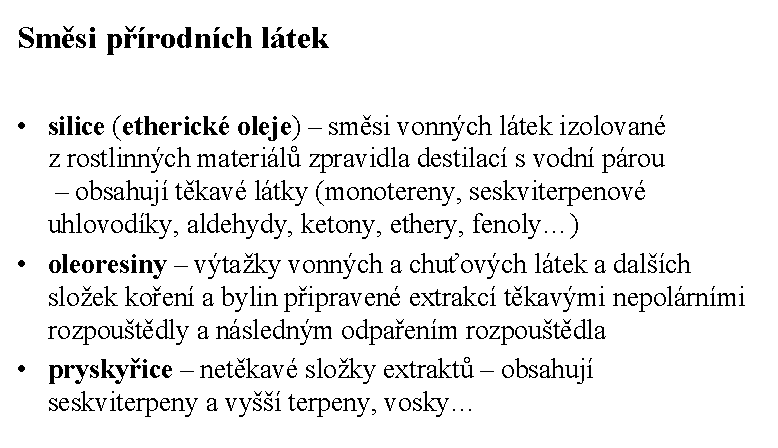 Směsi přírodních látek
• silice (etherické oleje) – směsi vonných látek izolované
z rostlinných materiálů zpravidla destilací s vodní párou
– obsahují těkavé látky (monotereny, seskviterpenové
uhlovodíky, aldehydy, ketony, ethery, fenoly…)
• oleoresiny – výtažky vonných a chuťových látek a dalších
složek koření a bylin připravené extrakcí těkavými nepolárními
rozpouštědly a následným odpařením rozpouštědla
• pryskyřice – netěkavé složky extraktů – obsahují
seskviterpeny a vyšší terpeny, vosky…